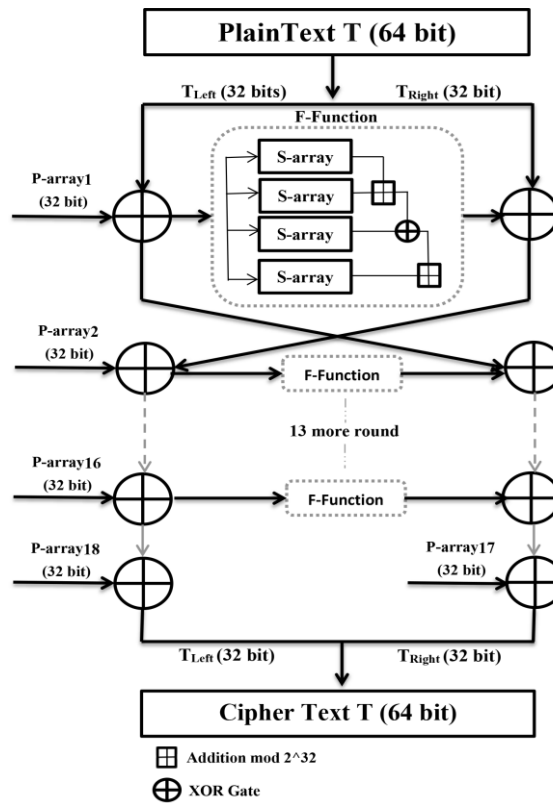 PlainText T (64 bit)
TLeft (32 bits)
TRight (32 bit)
F-Function
P-array1
(32 bit)
S-array
S-array
S-array
S-array
P-array2
(32 bit)
F-Function
13 more round
P-array16
(32 bit)
F-Function
P-array18
(32 bit)
P-array17
(32 bit)
TLeft (32 bit)
TRight (32 bit)
Cipher Text T (64 bit)
Addition mod 2^32
XOR Gate